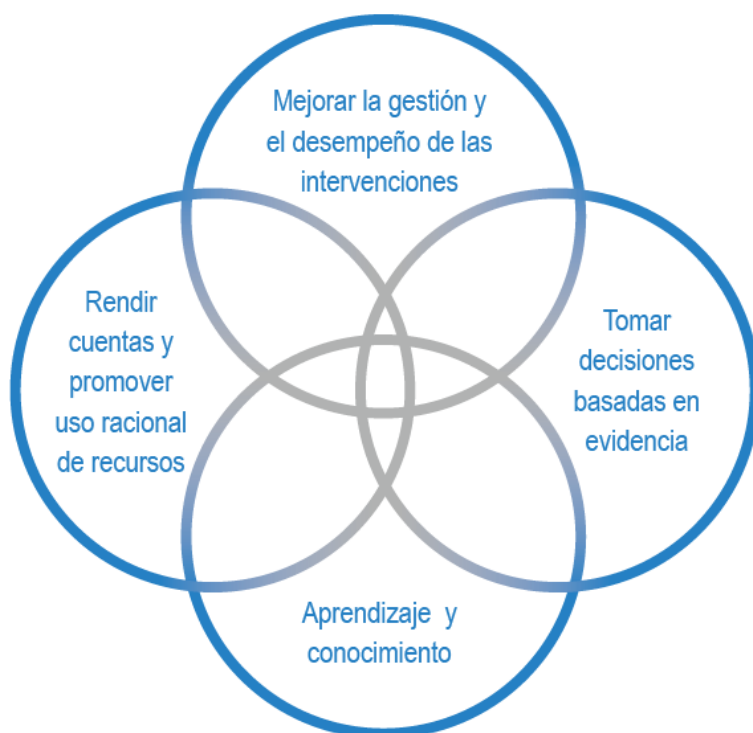 Mejorar la gestión y
el desempeño de las
intervenciones
Rendir
cuentas y
promover
uso racional
de recursos
Tomar
decisiones
basadas en
evidencia
Aprendizaje y
conocimiento